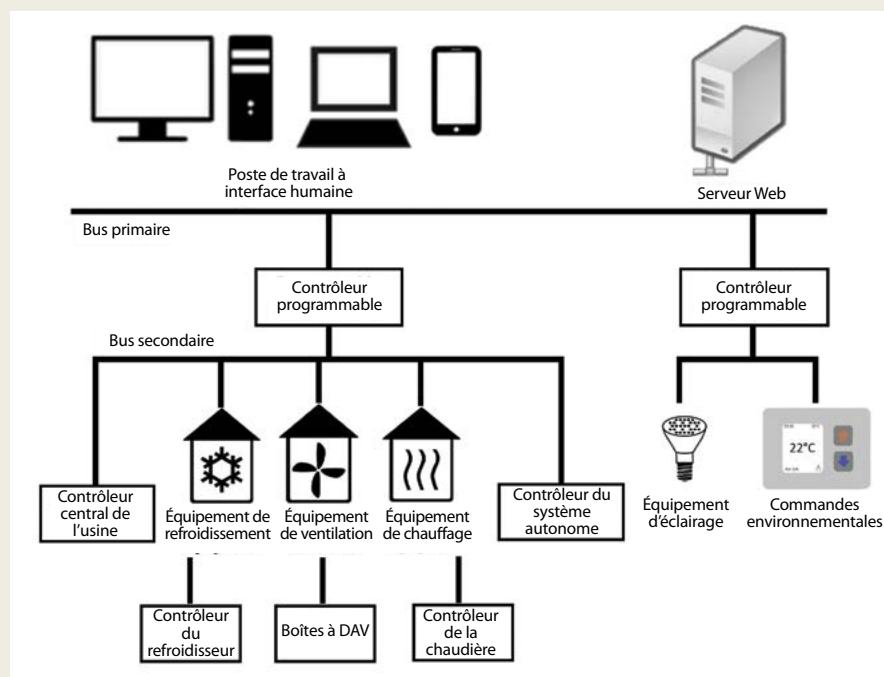 Poste de travail à
interface humaine
Serveur Web
Bus primaire
Contrôleur
programmable
Contrôleur
programmable
Bus secondaire
22°C
Contrôleur
central de
l'usine
Équipement de
refroidissement
Équipement
de ventilation
Équipement
de chauffage
Contrôleur du
système
autonome
Équipement
d'éclairage
Commandes
environnementales
Contrôleur
du
refroidisseur
Boîtes à DAV
Contrôleur
de la
chaudière